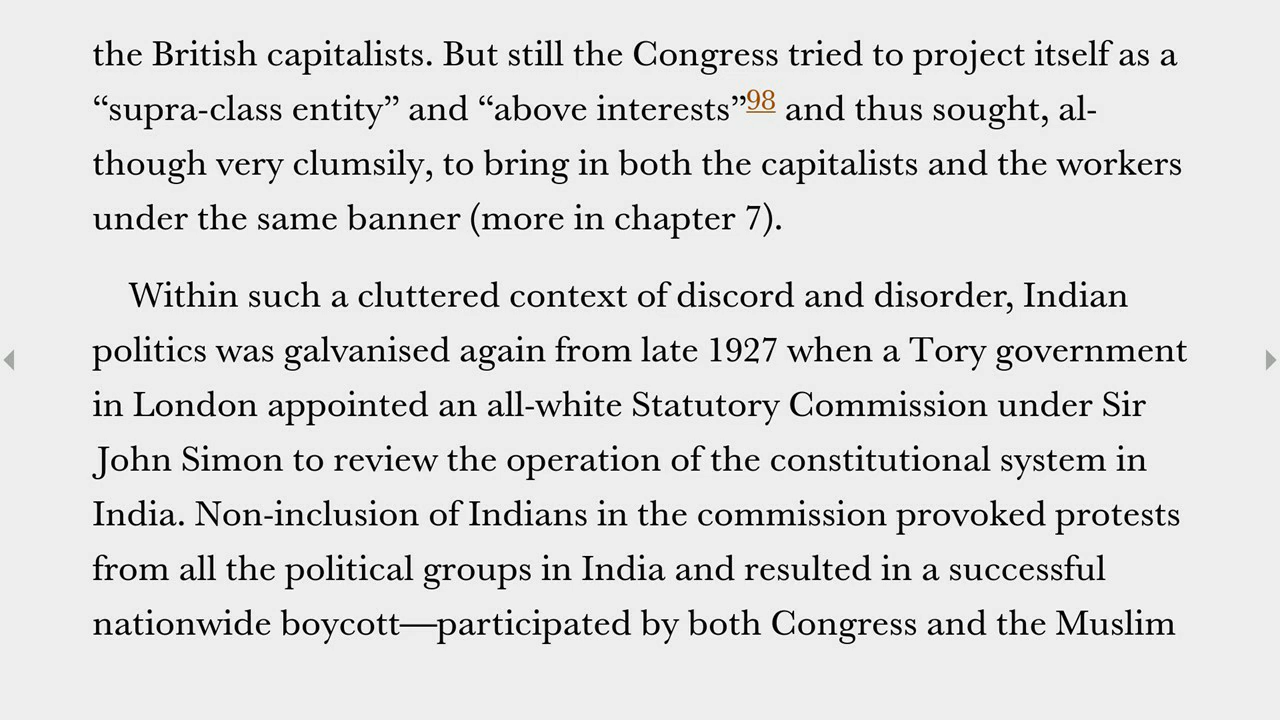 the British capitalists. But still the Congress tried to project itself as a
“supra-class entity” and “above interests”98 and thus sought, al-
though very clumsily, to bring in both the capitalists and the workers
under the same banner (more in chapter 7).
Within such a cluttered context of discord and disorder, Indian
politics was galvanised again from late 1927 when a Tory government
in London appointed an all-white Statutory Commission under Sir
John Simon to review the operation of the constitutional system in
India. Non-inclusion of Indians in the commission provoked protests
from all the political groups in India and resulted in a successful
nationwide boycott—participated by both Congress and the Muslim